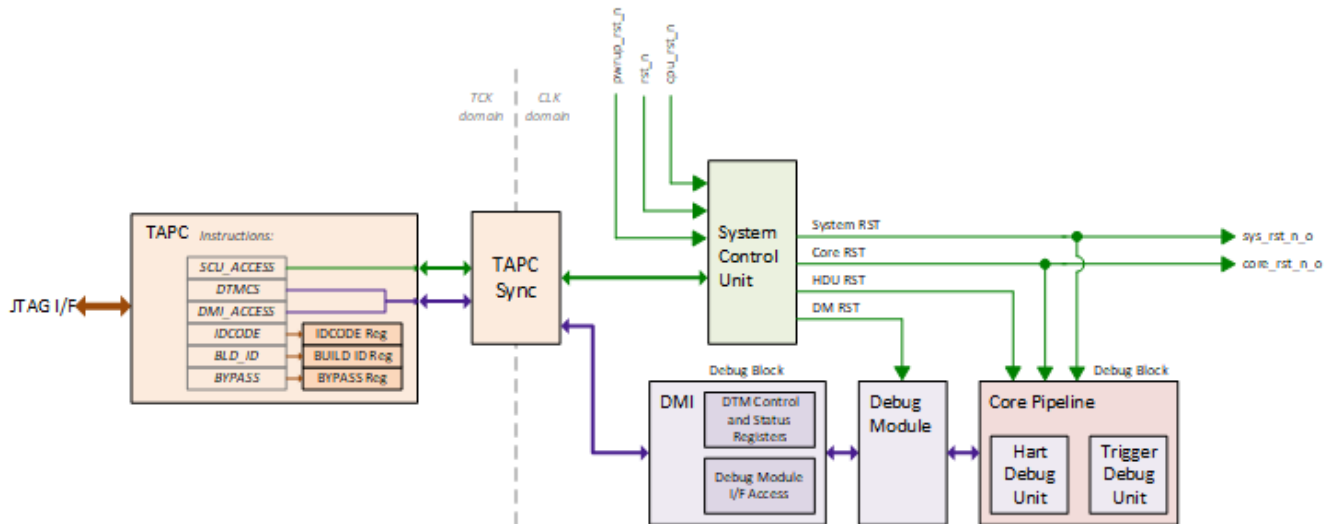 pwrup_rst_n
rst_n
cpu_rst_n
TCK
domain
CLK
domain
TAPC
Instructions:
SCU_ACCESS
DTMCS
DMI_ACCESS
IDCODE
IDCODE Reg
BLD_ID
BUILD ID Reg
BYPASS
BYPASS Reg
JTAG I/F
TAPC
Sync
System
Control
Unit
System RST
Core RST
HDU RST
DM RST
sys_rst_n_o
core_rst_n_o
Debug Block
DMI
DTM Control
and Status
Registers
Debug Module
I/F Access
Debug
Module
Debug Block
Core Pipeline
Hart
Debug
Unit
Trigger
Debug
Unit